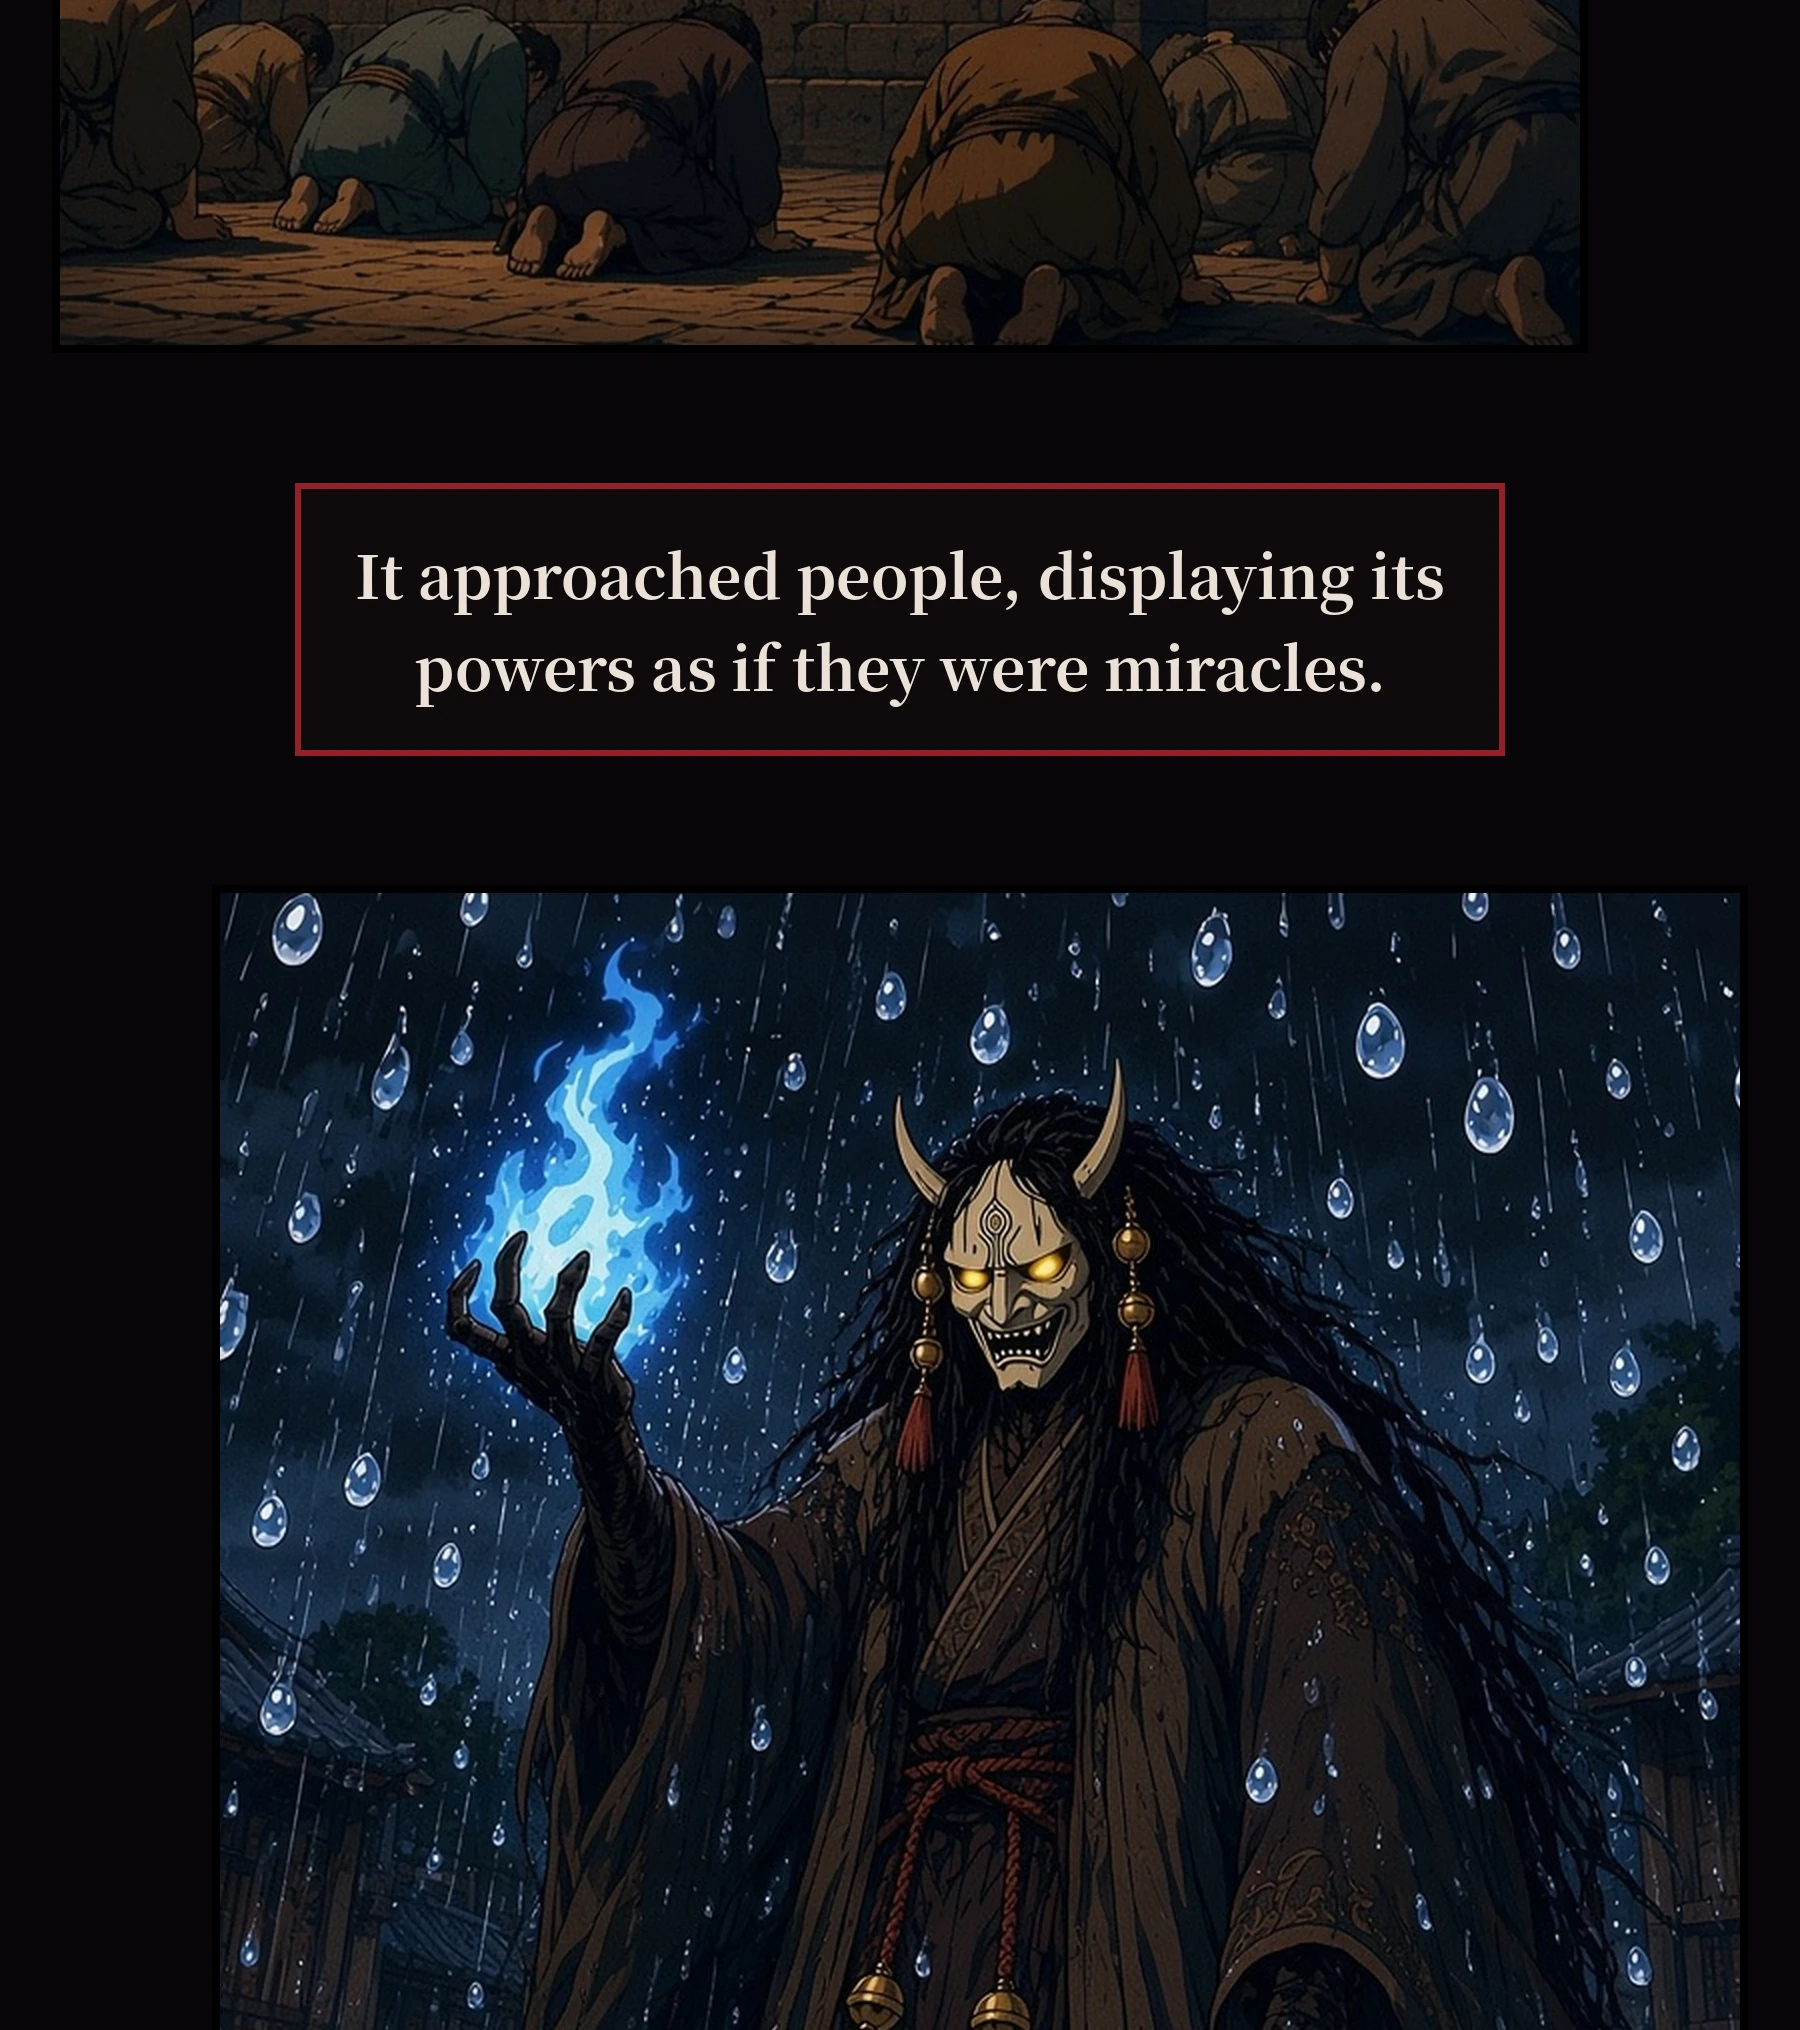 It approached people, displaying its
powers as if they were miracles.